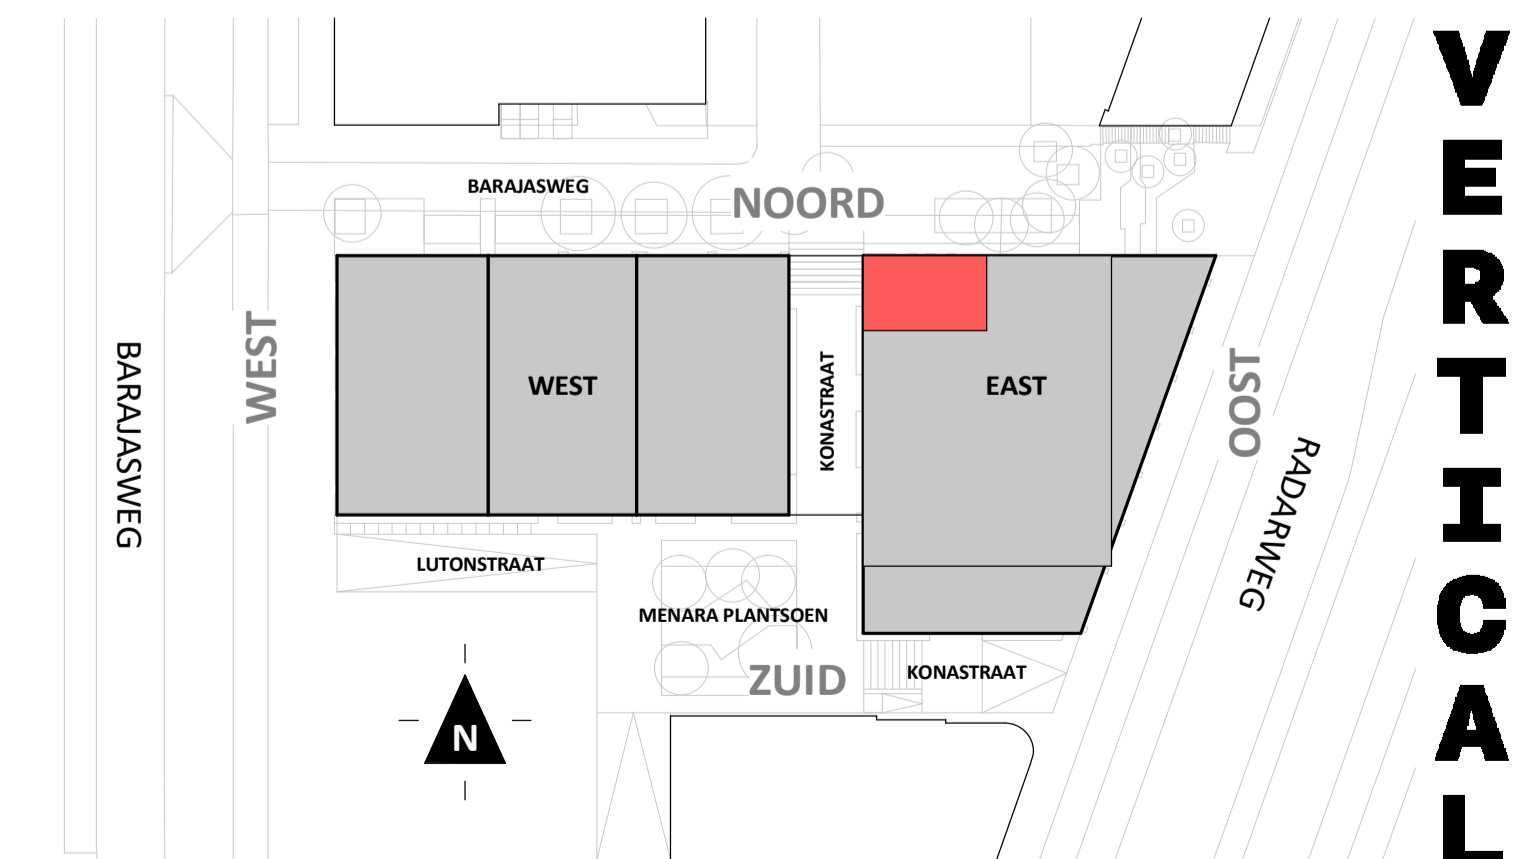 BARAJASWEG
NOORD
BARAJASWEG
WEST
WEST
KONASTRAAT
EAST
OOST
RADARWEG
LUTONSTRAAT
MENARA PLANTSOEN
ZUID
KONASTRAAT
N
VERTICAL